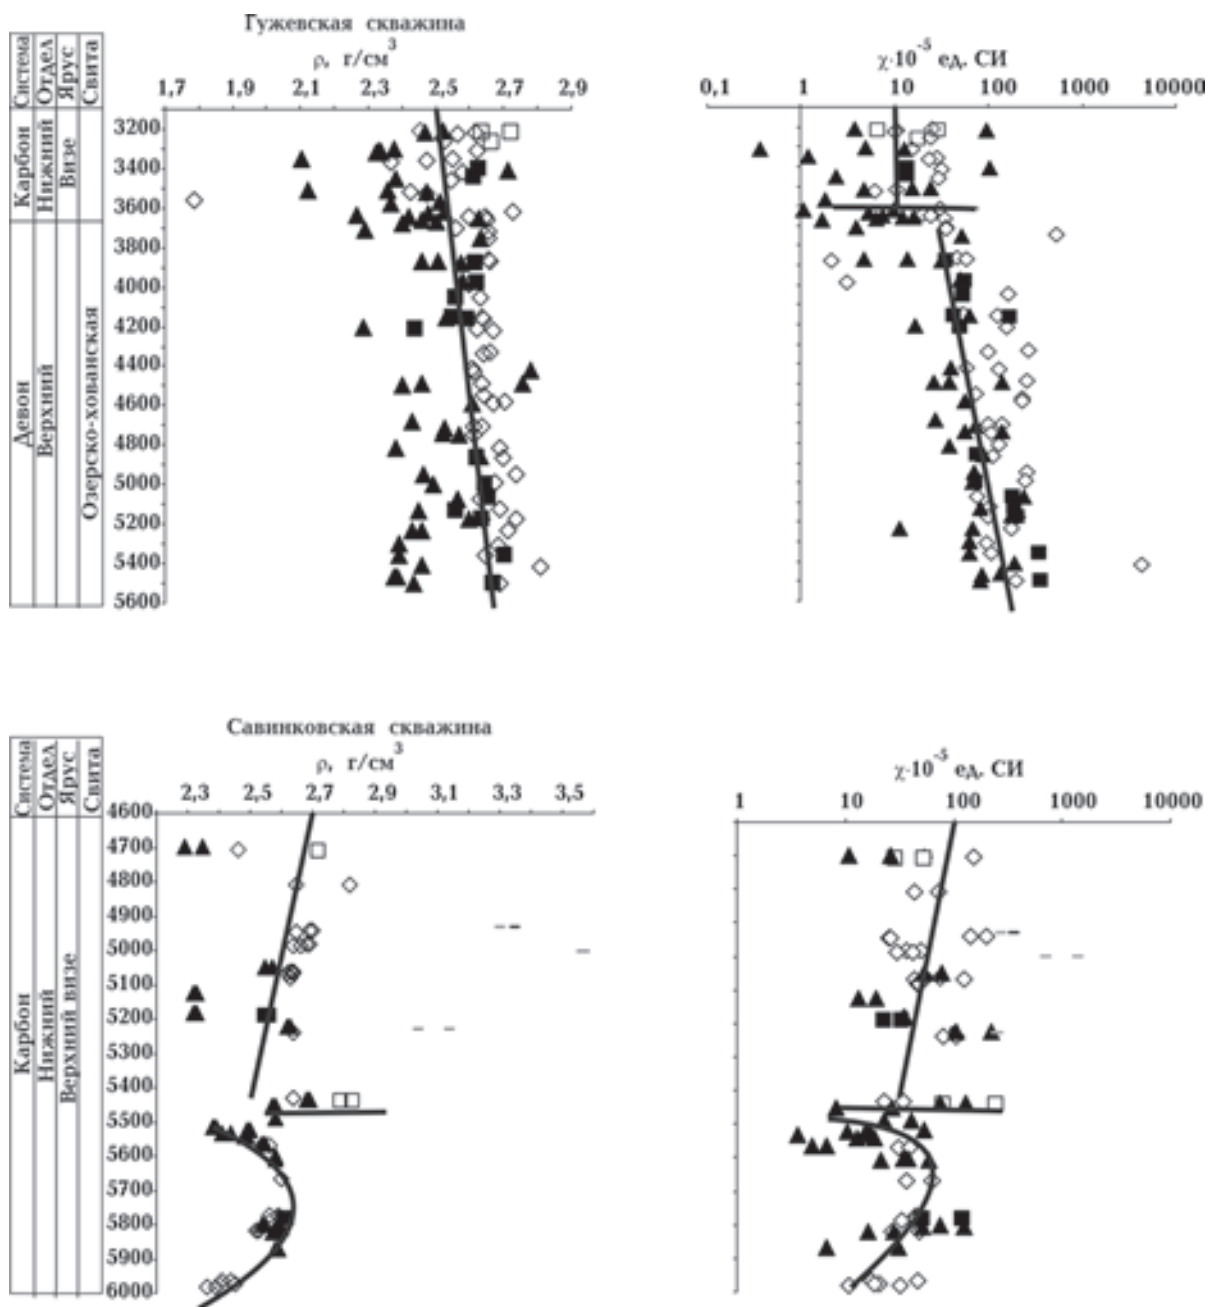 Гужевская скважина
ρ, г/см³
χ·10⁻⁵ ед. СИ
Система
Отдел
Ярус
Свита
1,7 1,9 2,1 2,3 2,5 2,7 2,9
0,1 1 10 100 1000 10000
Карбон
Нижний
Визе
Девон
Верхний
Озерско-хованская
3200
3400
3600
3800
4000
4200
4400
4600
4800
5000
5200
5400
5600
Савинковская скважина
ρ, г/см³
χ·10⁻⁵ ед. СИ
Система
Отдел
Ярус
Свита
2,3 2,5 2,7 2,9 3,1 3,3 3,5
1 10 100 1000 10000
Карбон
Нижний
Верхний визе
4600
4700
4800
4900
5000
5100
5200
5300
5400
5500
5600
5700
5800
5900
6000